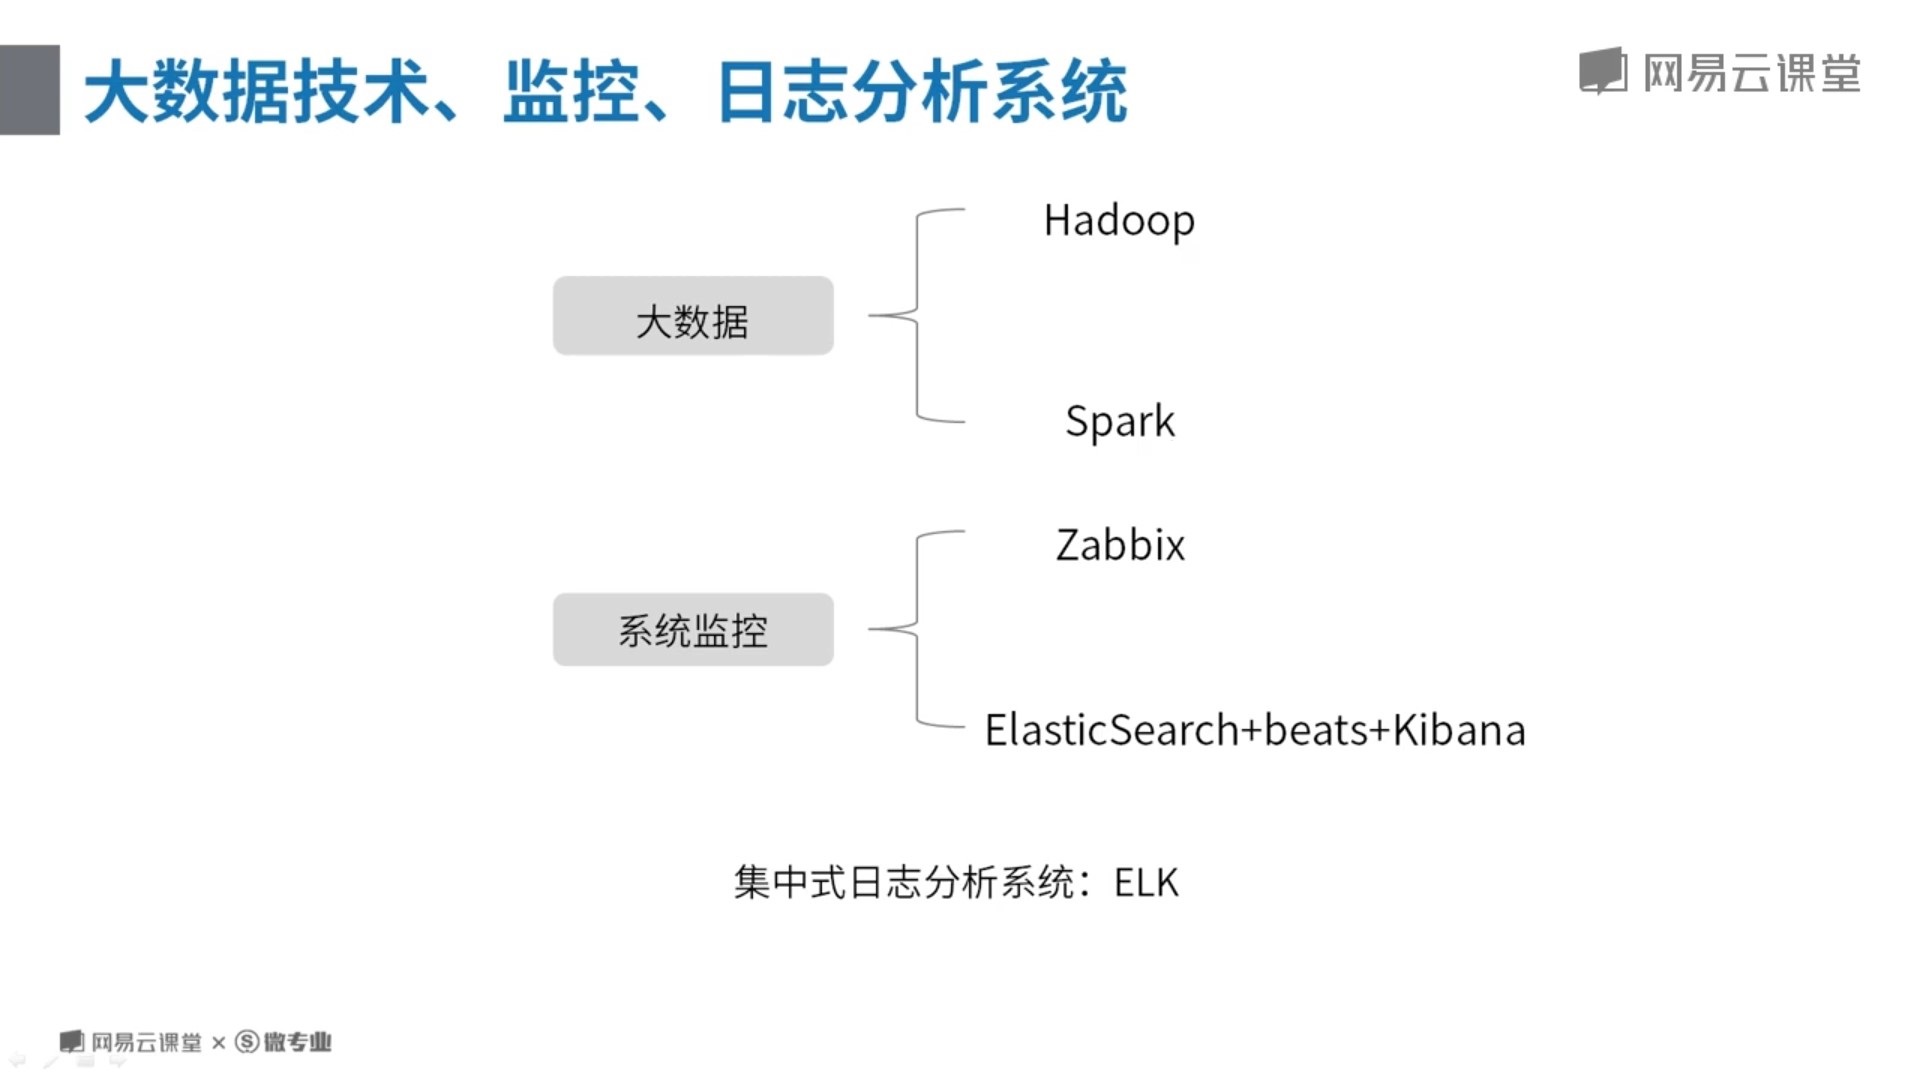 大数据技术、监控、日志分析系统
网易云课堂
Hadoop
大数据
Spark
Zabbix
系统监控
ElasticSearch+beats+Kibana
集中式日志分析系统：ELK
网易云课堂 × Ⓢ微专业